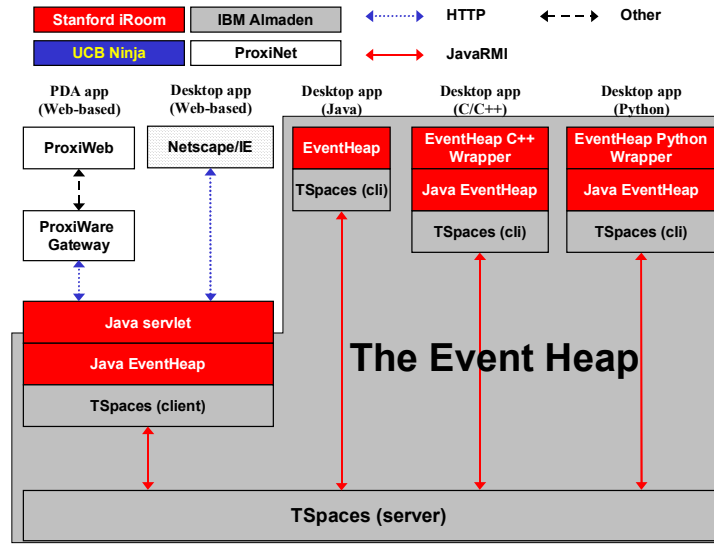 Stanford iRoom
IBM Almaden
HTTP
Other
UCB Ninja
ProxiNet
JavaRMI
PDA app
(Web-based)
Desktop app
(Web-based)
Desktop app
(Java)
Desktop app
(C/C++)
Desktop app
(Python)
ProxiWeb
Netscape/IE
EventHeap
EventHeap C++
Wrapper
EventHeap Python
Wrapper
TSpaces (cli)
Java EventHeap
Java EventHeap
ProxiWare
Gateway
TSpaces (cli)
TSpaces (cli)
Java servlet
Java EventHeap
TSpaces (client)
The Event Heap
TSpaces (server)